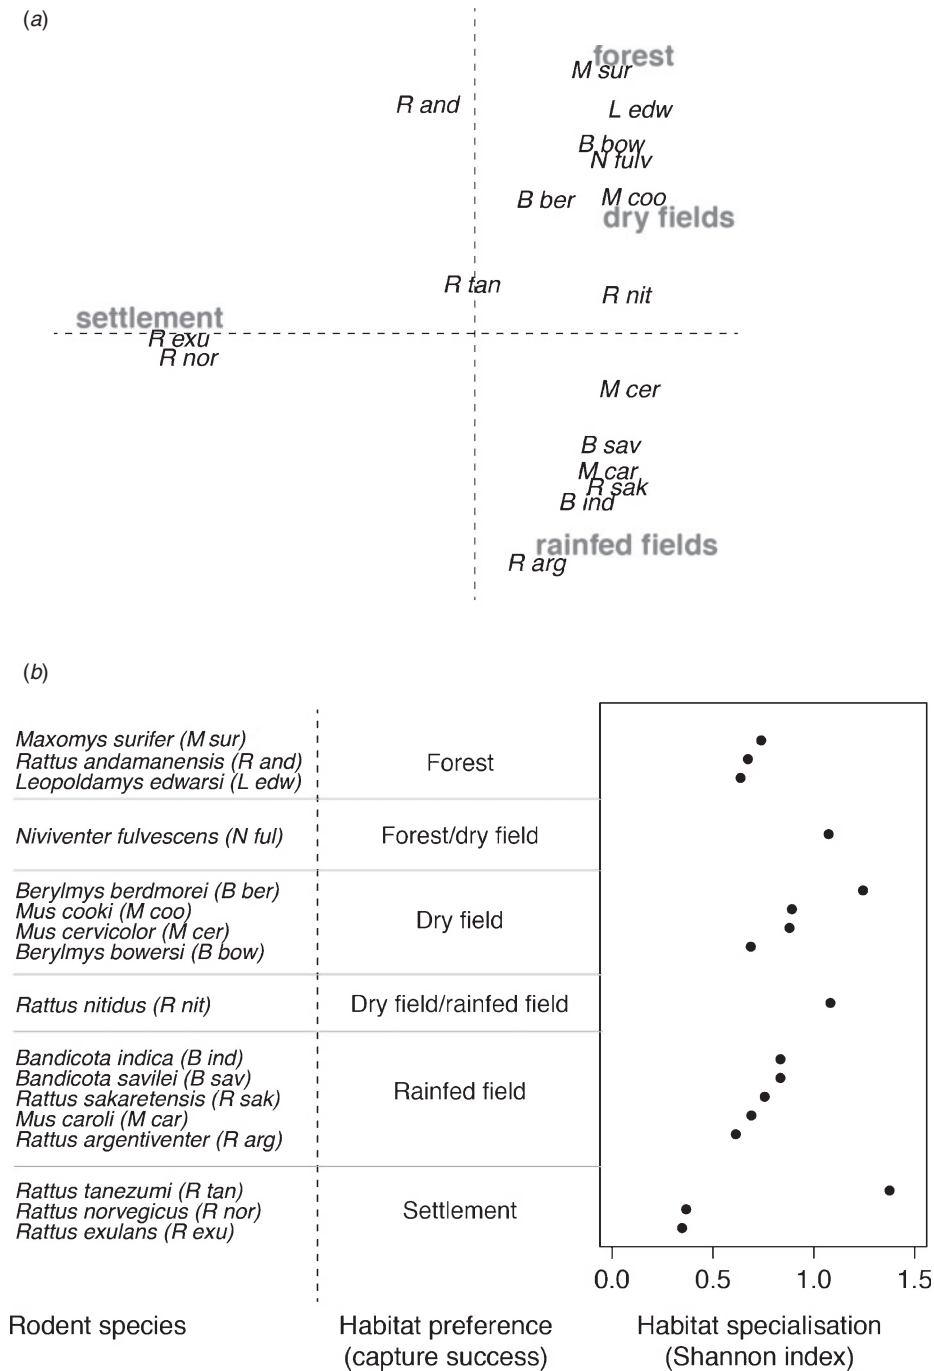 (a)
forest
M sur
R and
L edw
B bow
N fulv
B ber
M coo
dry fields
R tan
R nit
settlement
R exu
R nor
M cer
B sav
M car
R sak
B ind
rainfed fields
R arg
(b)
Maxomys surifer (M sur)
Rattus andamanensis (R and)
Leopoldamys edwarsi (L edw)
Forest
Niviventer fulvescens (N ful)
Forest/dry field
Berylmys berdmorei (B ber)
Mus cooki (M coo)
Mus cervicolor (M cer)
Berylmys bowersi (B bow)
Dry field
Rattus nitidus (R nit)
Dry field/rainfed field
Bandicota indica (B ind)
Bandicota savilei (B sav)
Rattus sakaretensis (R sak)
Mus caroli (M car)
Rattus argentiventer (R arg)
Rainfed field
Rattus tanezumi (R tan)
Rattus norvegicus (R nor)
Rattus exulans (R exu)
Settlement
0.0 0.5 1.0 1.5
Rodent species
Habitat preference
(capture success)
Habitat specialisation
(Shannon index)